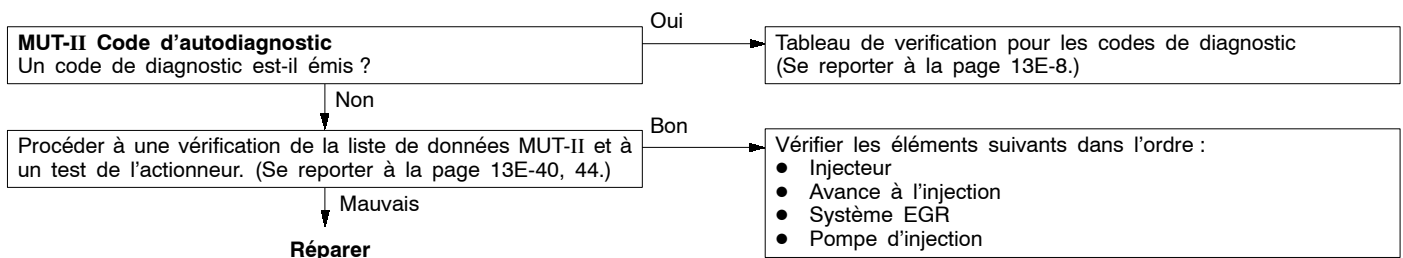 Oui
MUT-II Code d'autodiagnostic
Un code de diagnostic est-il émis ?
Tableau de verification pour les codes de diagnostic
(Se reporter à la page 13E-8.)
Non
Procéder à une vérification de la liste de données MUT-II et à
un test de l'actionneur. (Se reporter à la page 13E-40, 44.)
Bon
Vérifier les éléments suivants dans l'ordre :
● Injecteur
● Avance à l'injection
● Système EGR
● Pompe d'injection
Mauvais
Réparer